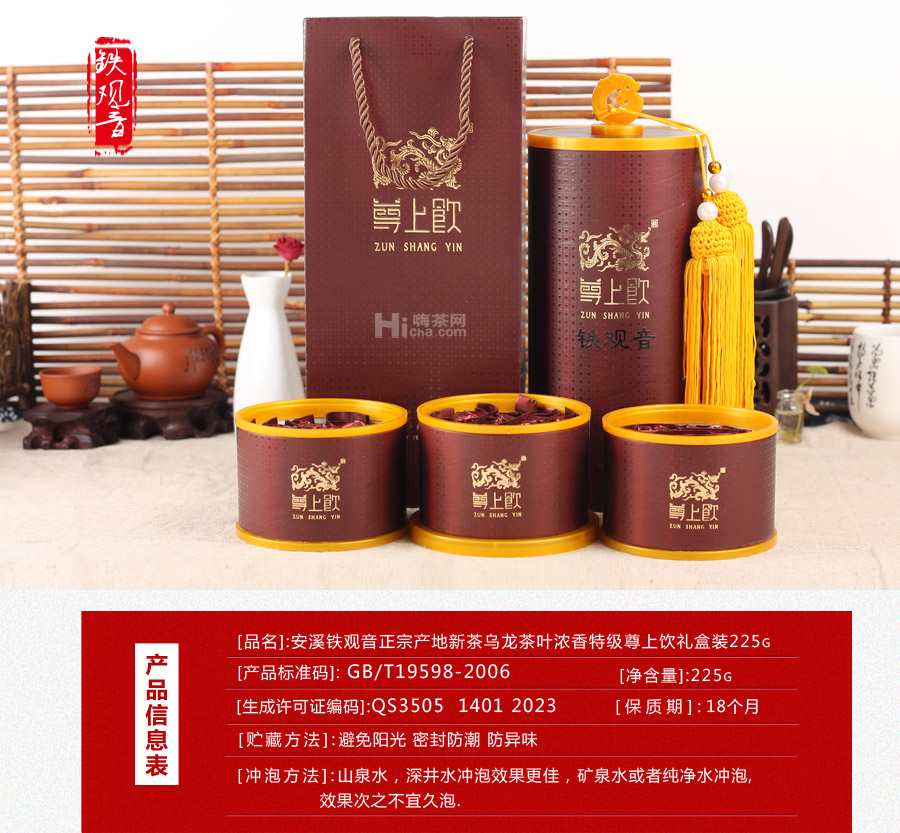 铁观音
尊上飲
ZUN SHANG YIN
Hi嗨茶网
cha.com
尊上飲
ZUN SHANG YIN
铁观音
尊上飲
ZUN SHANG YIN
尊上飲
ZUN SHANG YIN
尊上飲
ZUN SHANG YIN
产品信息表
[品名]:安溪铁观音正宗产地新茶乌龙茶叶浓香特级尊上饮礼盒装225G
[产品标准码]: GB/T19598-2006 [净含量]:225G
[生成许可证编码]:QS3505 1401 2023 [保质期]: 18个月
[贮藏方法]:避免阳光 密封防潮 防异味
[冲泡方法]:山泉水，深井水冲泡效果更佳，矿泉水或者纯净水冲泡,
效果次之不宜久泡.